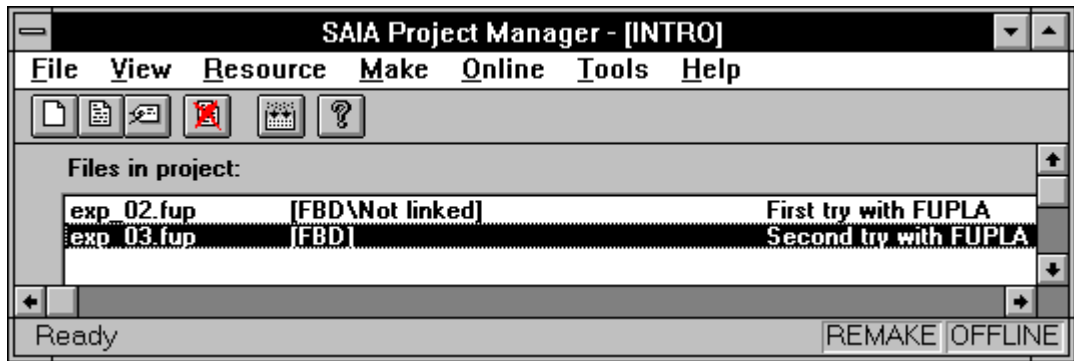 SAIA Project Manager - [INTRO]
File View Resource Make Online Tools Help
Files in project:
exp_02.fup [FBD\Not linked] First try with FUPLA
exp_03.fup [FBD] Second try with FUPLA
Ready REMAKE OFFLINE